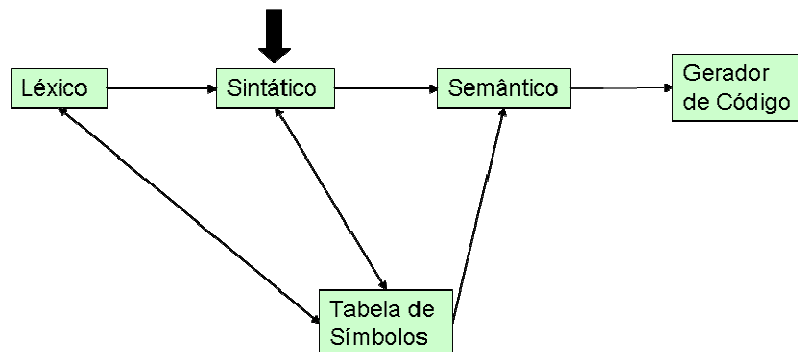 Léxico
Sintático
Semântico
Gerador
de Código
Tabela de
Símbolos